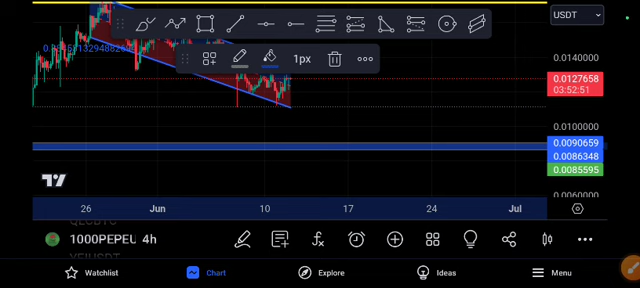 USDT
1px
0.0140000
0.0127658
03:52:51
0.0100000
0.0090659
0.0086348
0.0085595
0.0060000
26 Jun 10 17 24 Jul
1000PEPEU 4h
YFIUSDT
Watchlist Chart Explore Ideas Menu